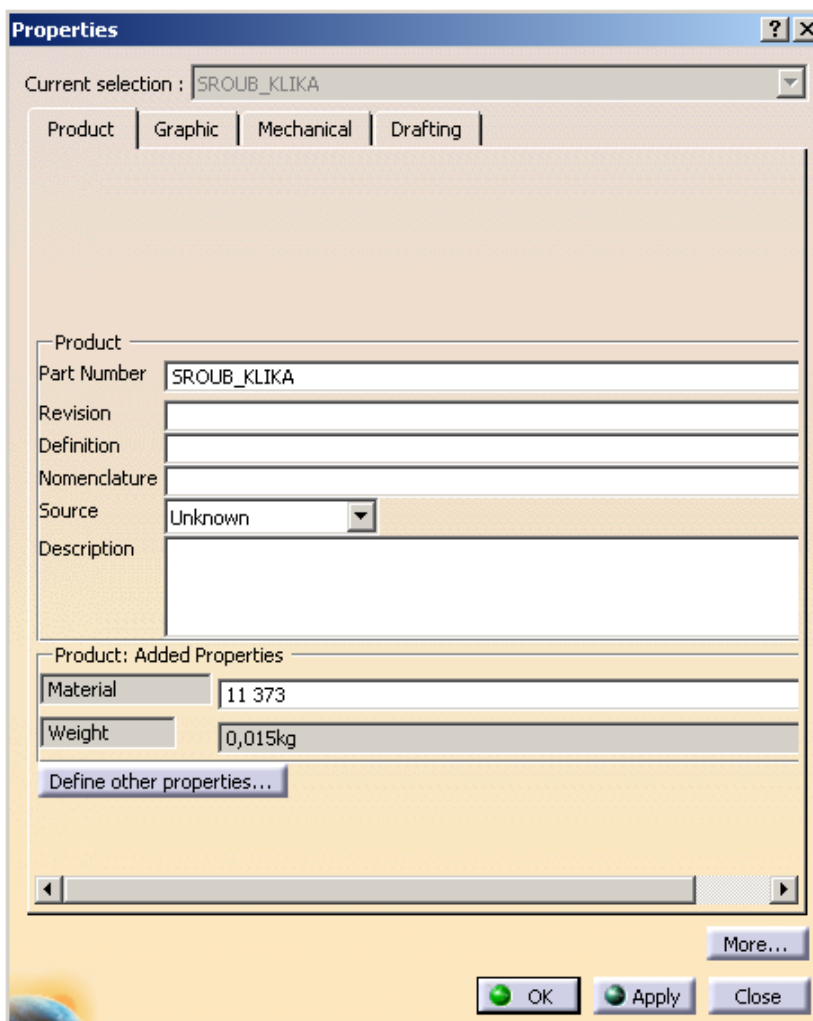 Properties
Current selection : SROUB_KLIKA
Product Graphic Mechanical Drafting
Product
Part Number SROUB_KLIKA
Revision
Definition
Nomenclature
Source Unknown
Description
Product: Added Properties
Material 11 373
Weight 0,015kg
Define other properties...
More...
OK Apply Close